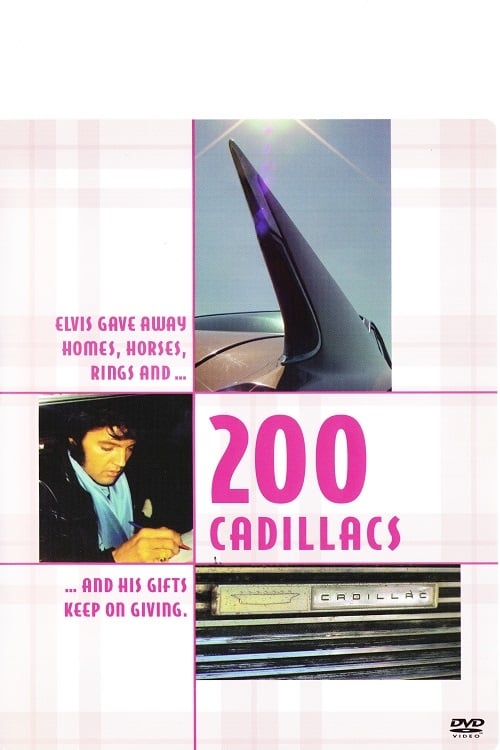 ELVIS GAVE AWAY
HOMES, HORSES,
RINGS AND ...
200
CADILLACS
... AND HIS GIFTS
KEEP ON GIVING.
CADILLAC
DVD
VIDEO